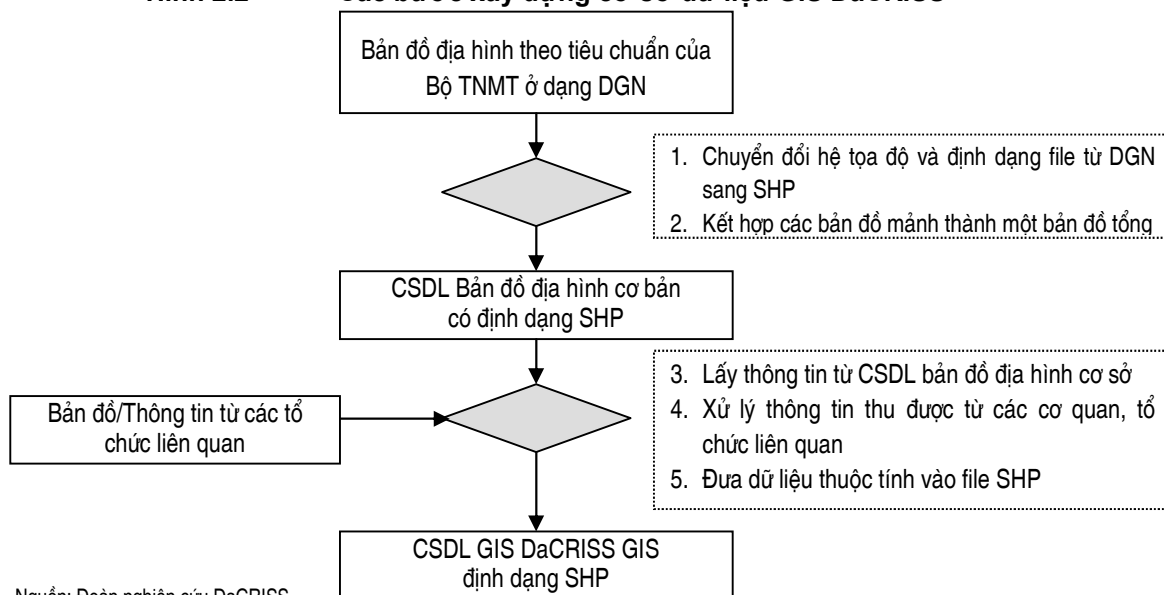 Bản đồ địa hình theo tiêu chuẩn của
Bộ TNMT ở dạng DGN
1. Chuyển đổi hệ tọa độ và định dạng file từ DGN
sang SHP
2. Kết hợp các bản đồ mảnh thành một bản đồ tổng
CSDL Bản đồ địa hình cơ bản
có định dạng SHP
Bản đồ/Thông tin từ các tổ
chức liên quan
3. Lấy thông tin từ CSDL bản đồ địa hình cơ sở
4. Xử lý thông tin thu được từ các cơ quan, tổ
chức liên quan
5. Đưa dữ liệu thuộc tính vào file SHP
CSDL GIS DaCRISS GIS
định dạng SHP